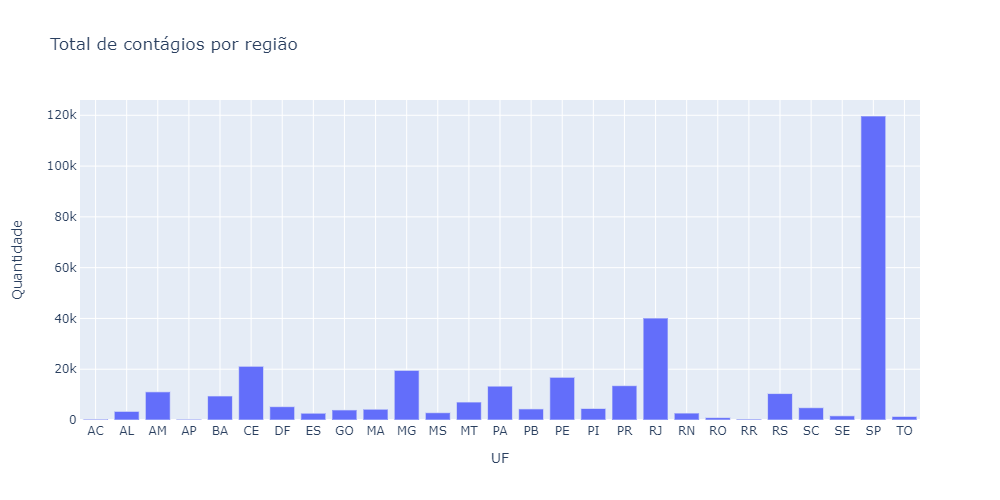 Total de contágios por região
Quantidade
120k
100k
80k
60k
40k
20k
0
AC AL AM AP BA CE DF ES GO MA MG MS MT PA PB PE PI PR RJ RN RO RR RS SC SE SP TO
UF